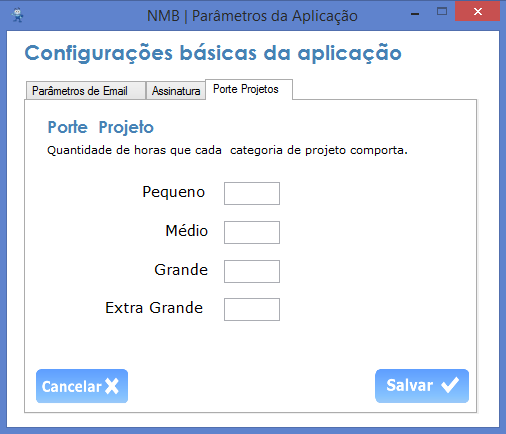 NMB | Parâmetros da Aplicação
Configurações básicas da aplicação
Parâmetros de Email Assinatura Porte Projetos
Porte Projeto
Quantidade de horas que cada categoria de projeto comporta.
Pequeno
Médio
Grande
Extra Grande
Cancelar Salvar